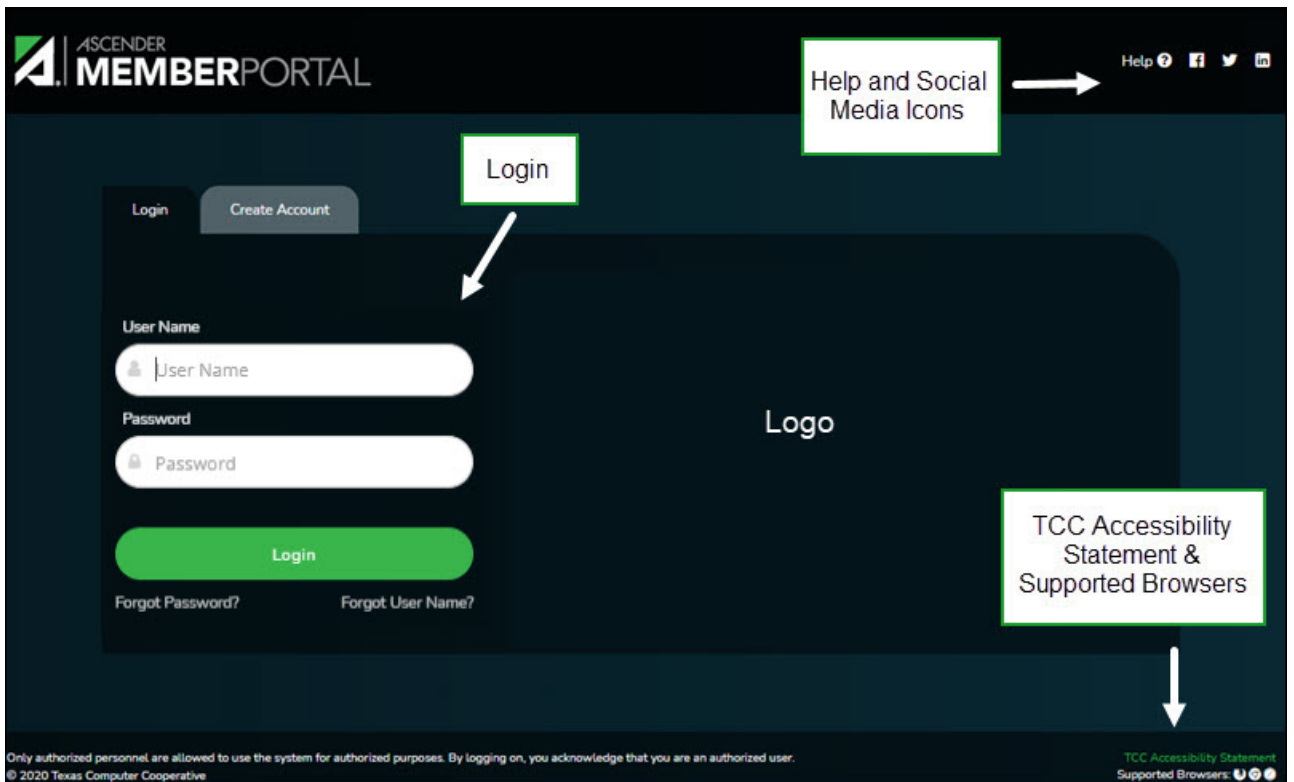 ASCENDER
MEMBERPORTAL
Help and Social
Media Icons
Help
Login
Login
Create Account
User Name
User Name
Password
Password
Logo
Login
Forgot Password?
Forgot User Name?
TCC Accessibility
Statement &
Supported Browsers
Only authorized personnel are allowed to use the system for authorized purposes. By logging on, you acknowledge that you are an authorized user.
TCC Accessibility Statement
© 2020 Texas Computer Cooperative
Supported Browsers: